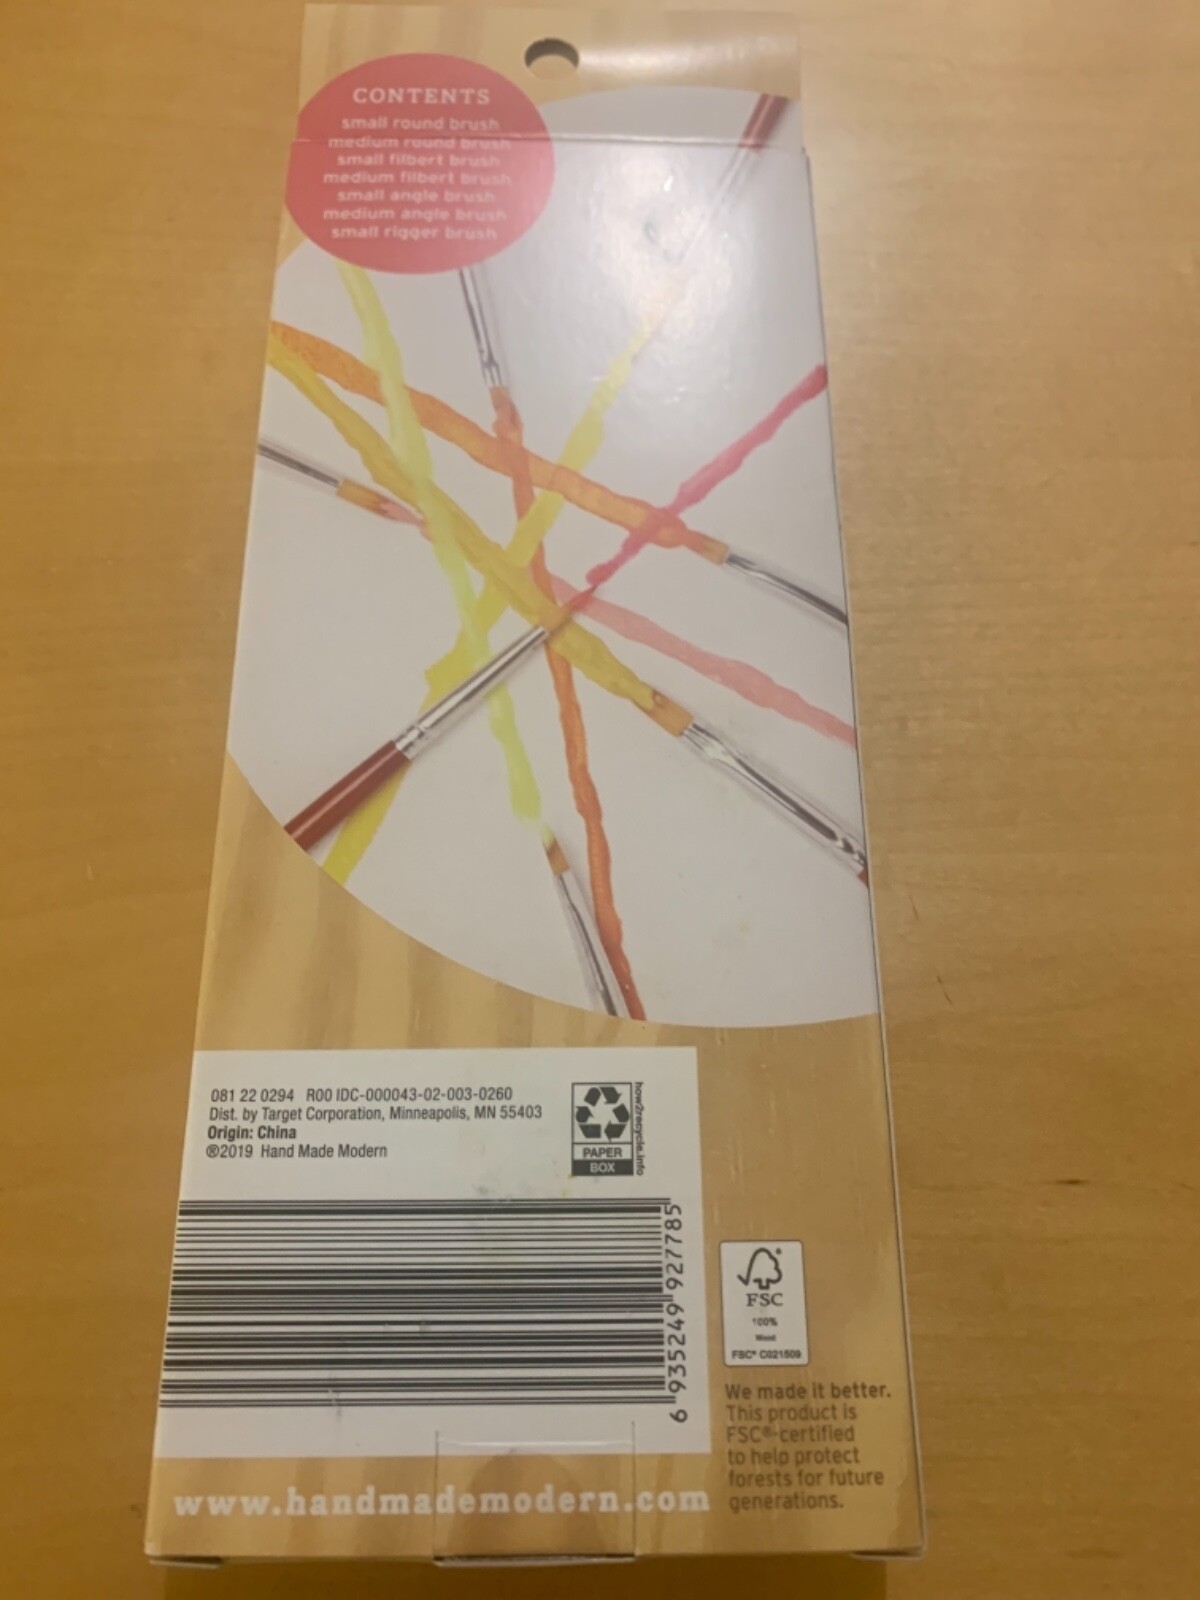 CONTENTS
small round brush
medium round brush
small filbert brush
medium filbert brush
small angle brush
medium angle brush
small rigger brush
081 22 0294 R00 IDC-000043-02-003-0260
Dist. by Target Corporation, Minneapolis, MN 55403
Origin: China
®2019 Hand Made Modern
PAPER
BOX
how2recycle.info
6 935249 927785
FSC
100%
Wood
FSC® C021509
We made it better.
This product is
FSC®-certified
to help protect
forests for future
generations.
www.handmademodern.com